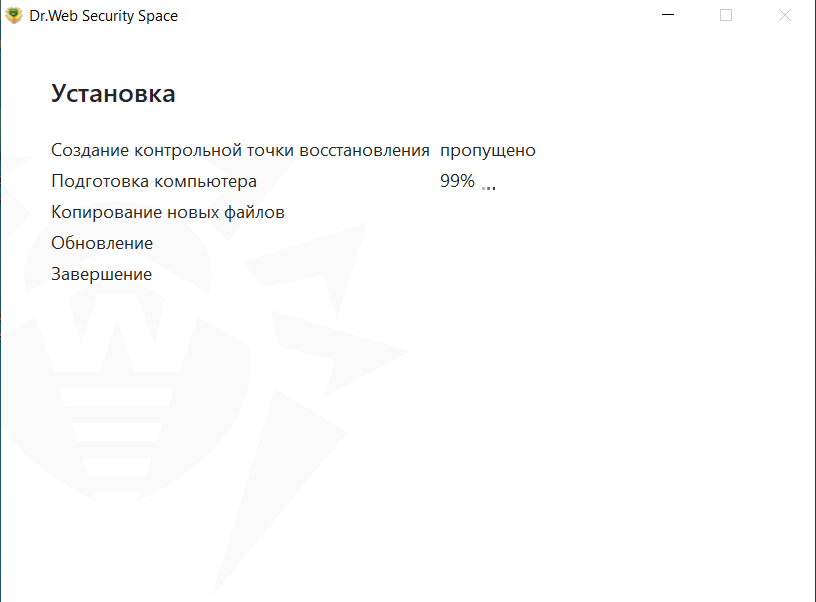 Dr.Web Security Space
Установка
Создание контрольной точки восстановления пропущено
Подготовка компьютера 99% ...
Копирование новых файлов
Обновление
Завершение